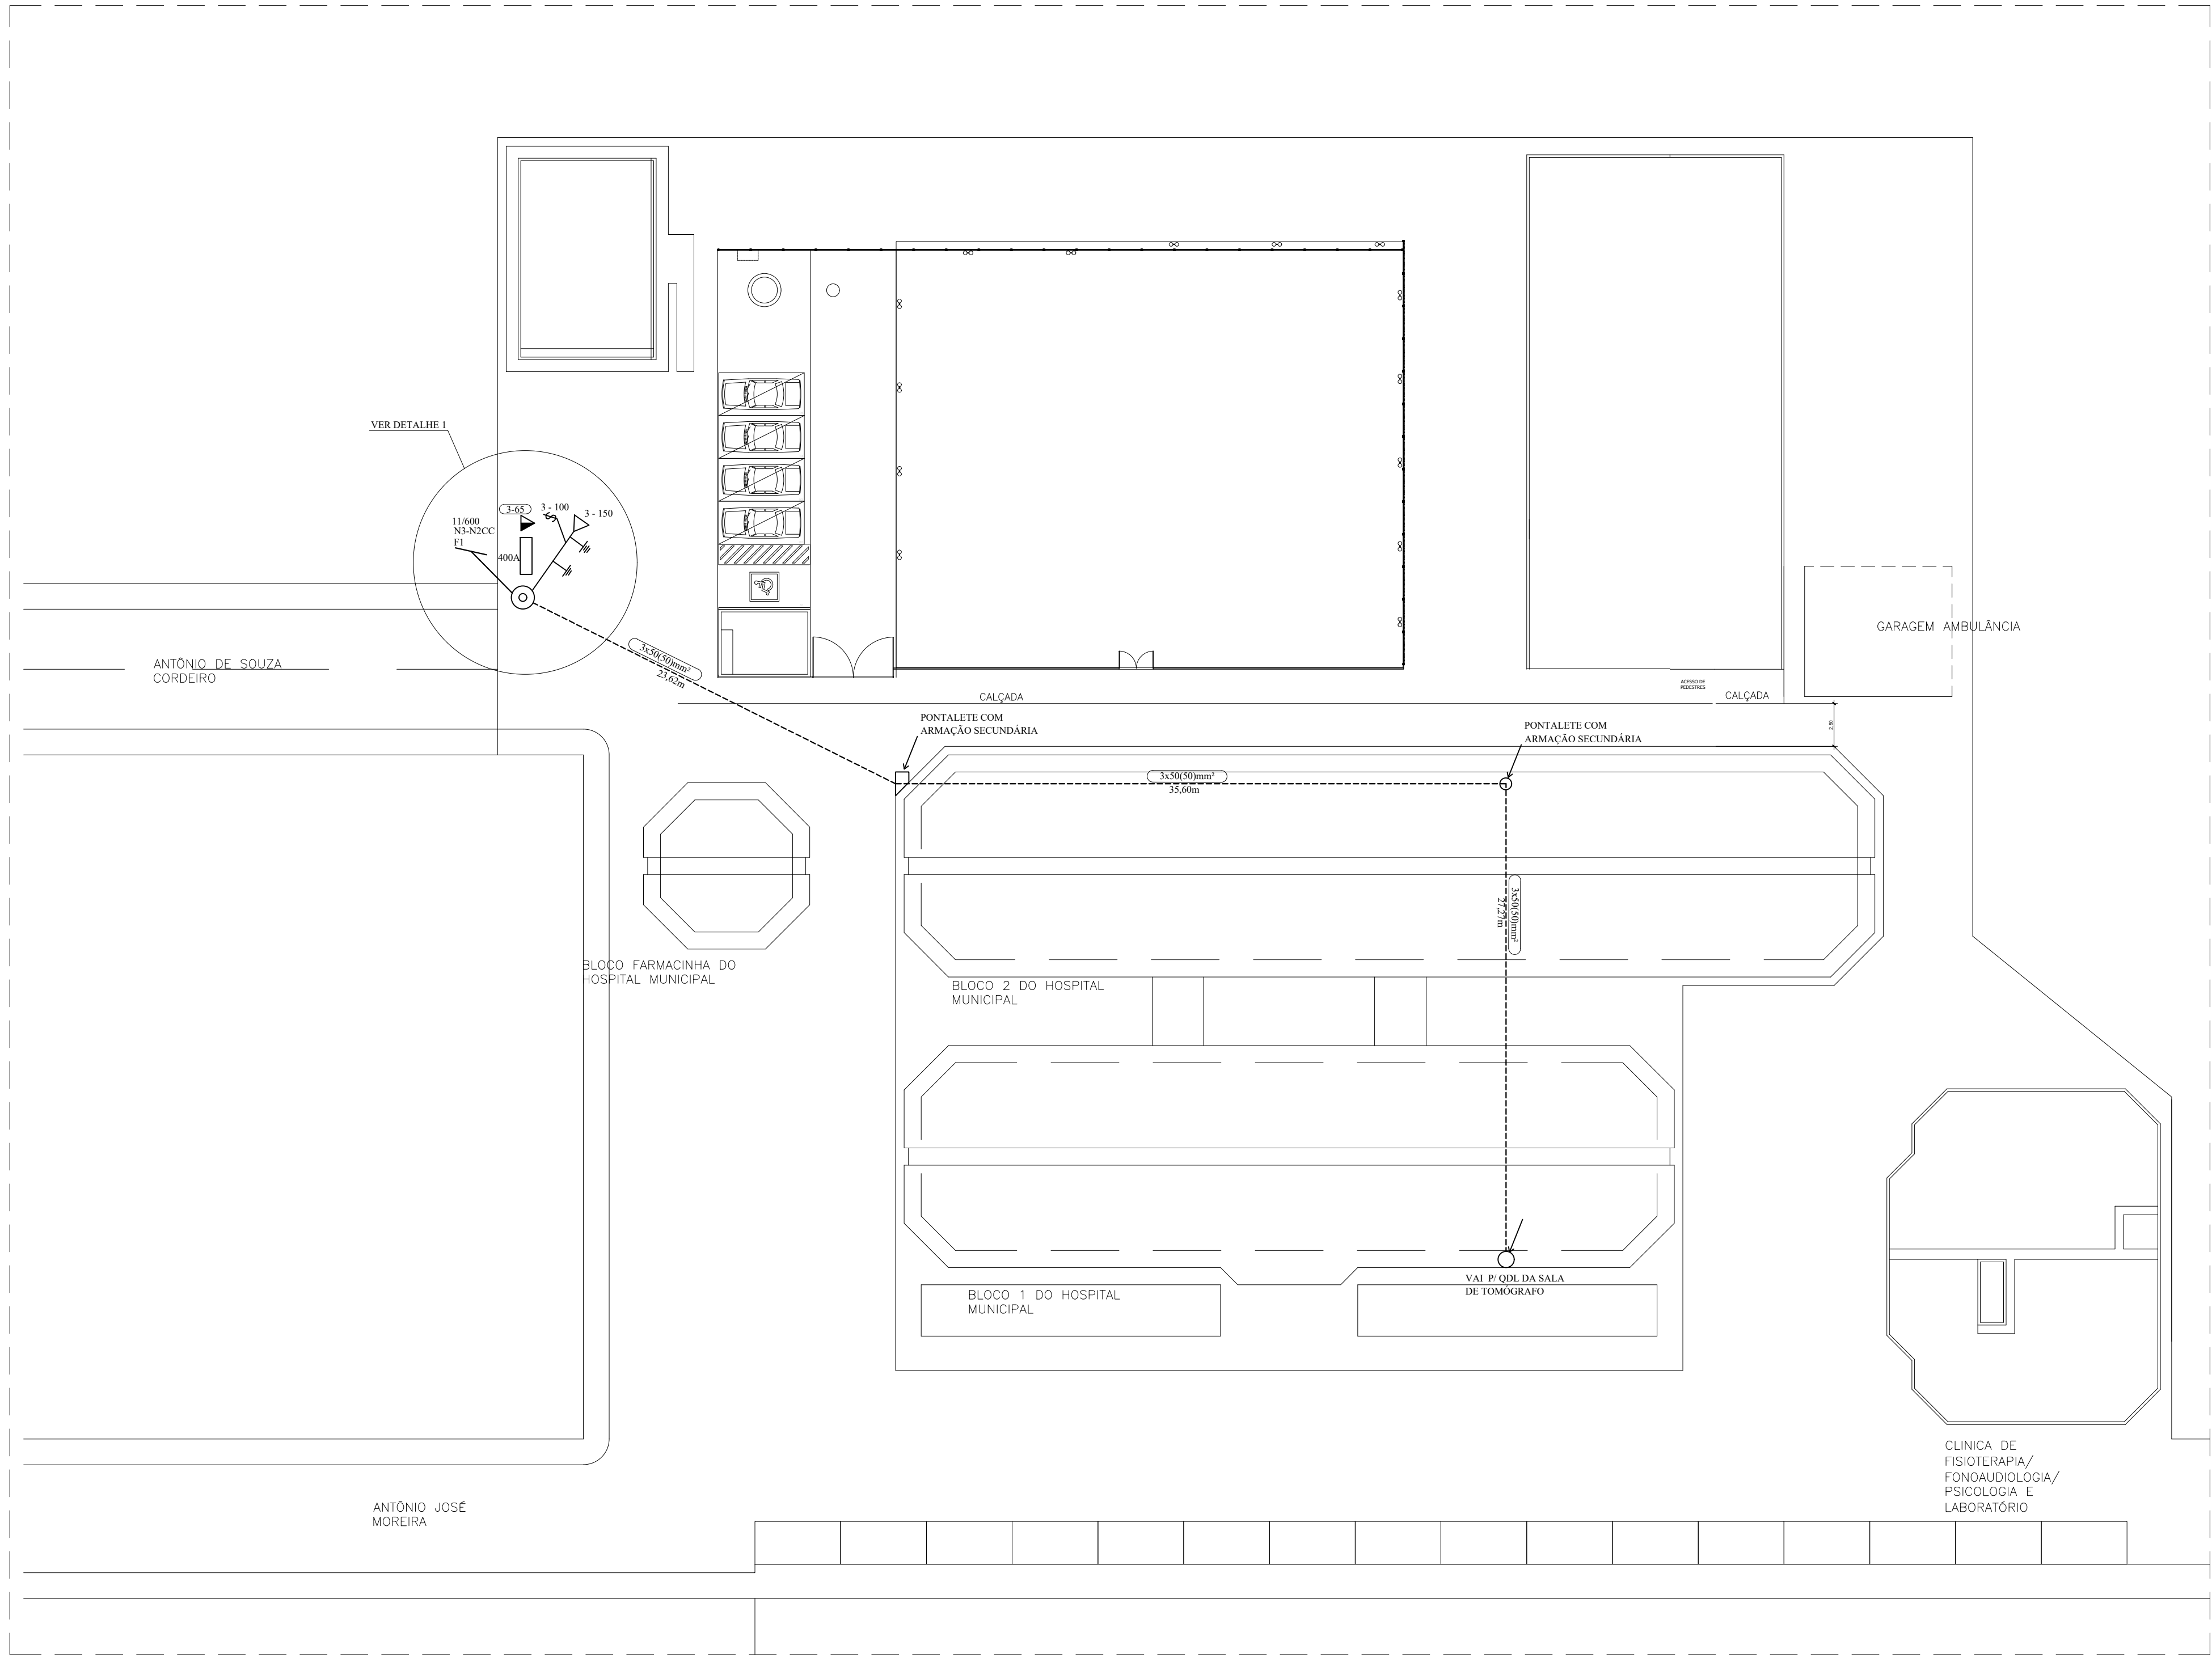 VER DETALHE 1
3-65
3 - 100
3 - 150
11/600
N3-N2CC
F1
400A
GARAGEM AMBULÂNCIA
3x50(50)mm²
23,62m
ANTÔNIO DE SOUZA
CORDEIRO
ACESSO DE
PEDESTRES
CALÇADA
CALÇADA
PONTALETE COM
ARMAÇÃO SECUNDÁRIA
PONTALETE COM
ARMAÇÃO SECUNDÁRIA
2.50
3x50(50)mm²
35,60m
3x50(50)mm²
27,27m
BLOCO FARMACINHA DO
HOSPITAL MUNICIPAL
BLOCO 2 DO HOSPITAL
MUNICIPAL
VAI P/ QDL DA SALA
DE TOMÓGRAFO
BLOCO 1 DO HOSPITAL
MUNICIPAL
CLINICA DE
FISIOTERAPIA/
FONOAUDIOLOGIA/
PSICOLOGIA E
LABORATÓRIO
ANTÔNIO JOSÉ
MOREIRA